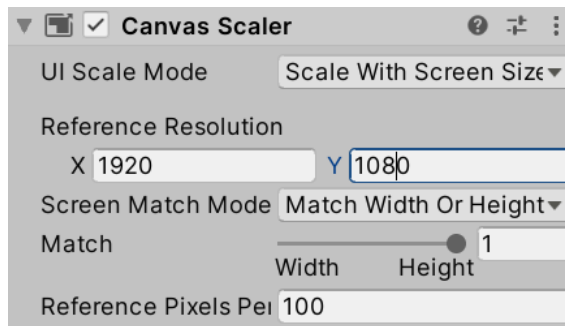 Canvas Scaler
UI Scale Mode Scale With Screen Size
Reference Resolution
X 1920 Y 1080
Screen Match Mode Match Width Or Height
Match 1
Width Height
Reference Pixels Per 100